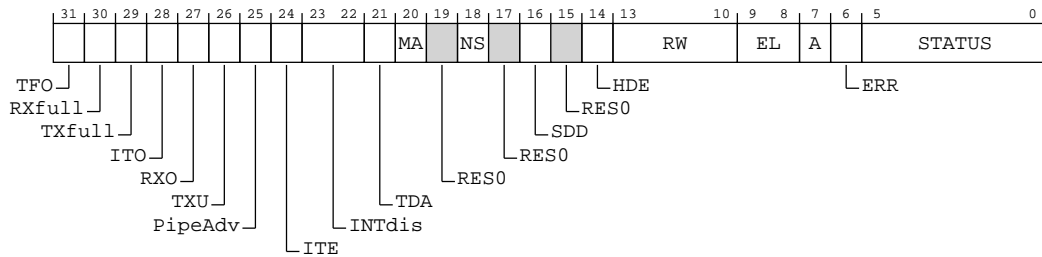 31 30 29 28 27 26 25 24 23 22 21 20 19 18 17 16 15 14 13 10 9 8 7 6 5 0
MA NS RW EL A STATUS
TFO HDE ERR
RXfull RES0
TXfull SDD
ITO RES0
RXO RES0
TXU TDA
PipeAdv INTdis
ITE